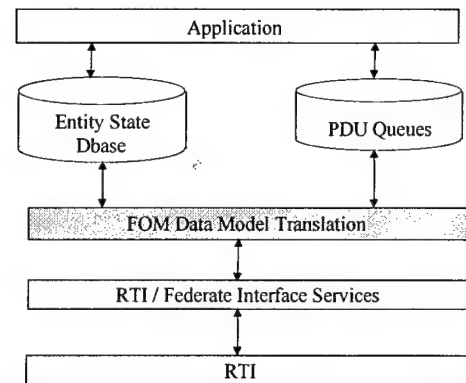 Application
Entity State
Dbase
PDU Queues
FOM Data Model Translation
RTI / Federate Interface Services
RTI